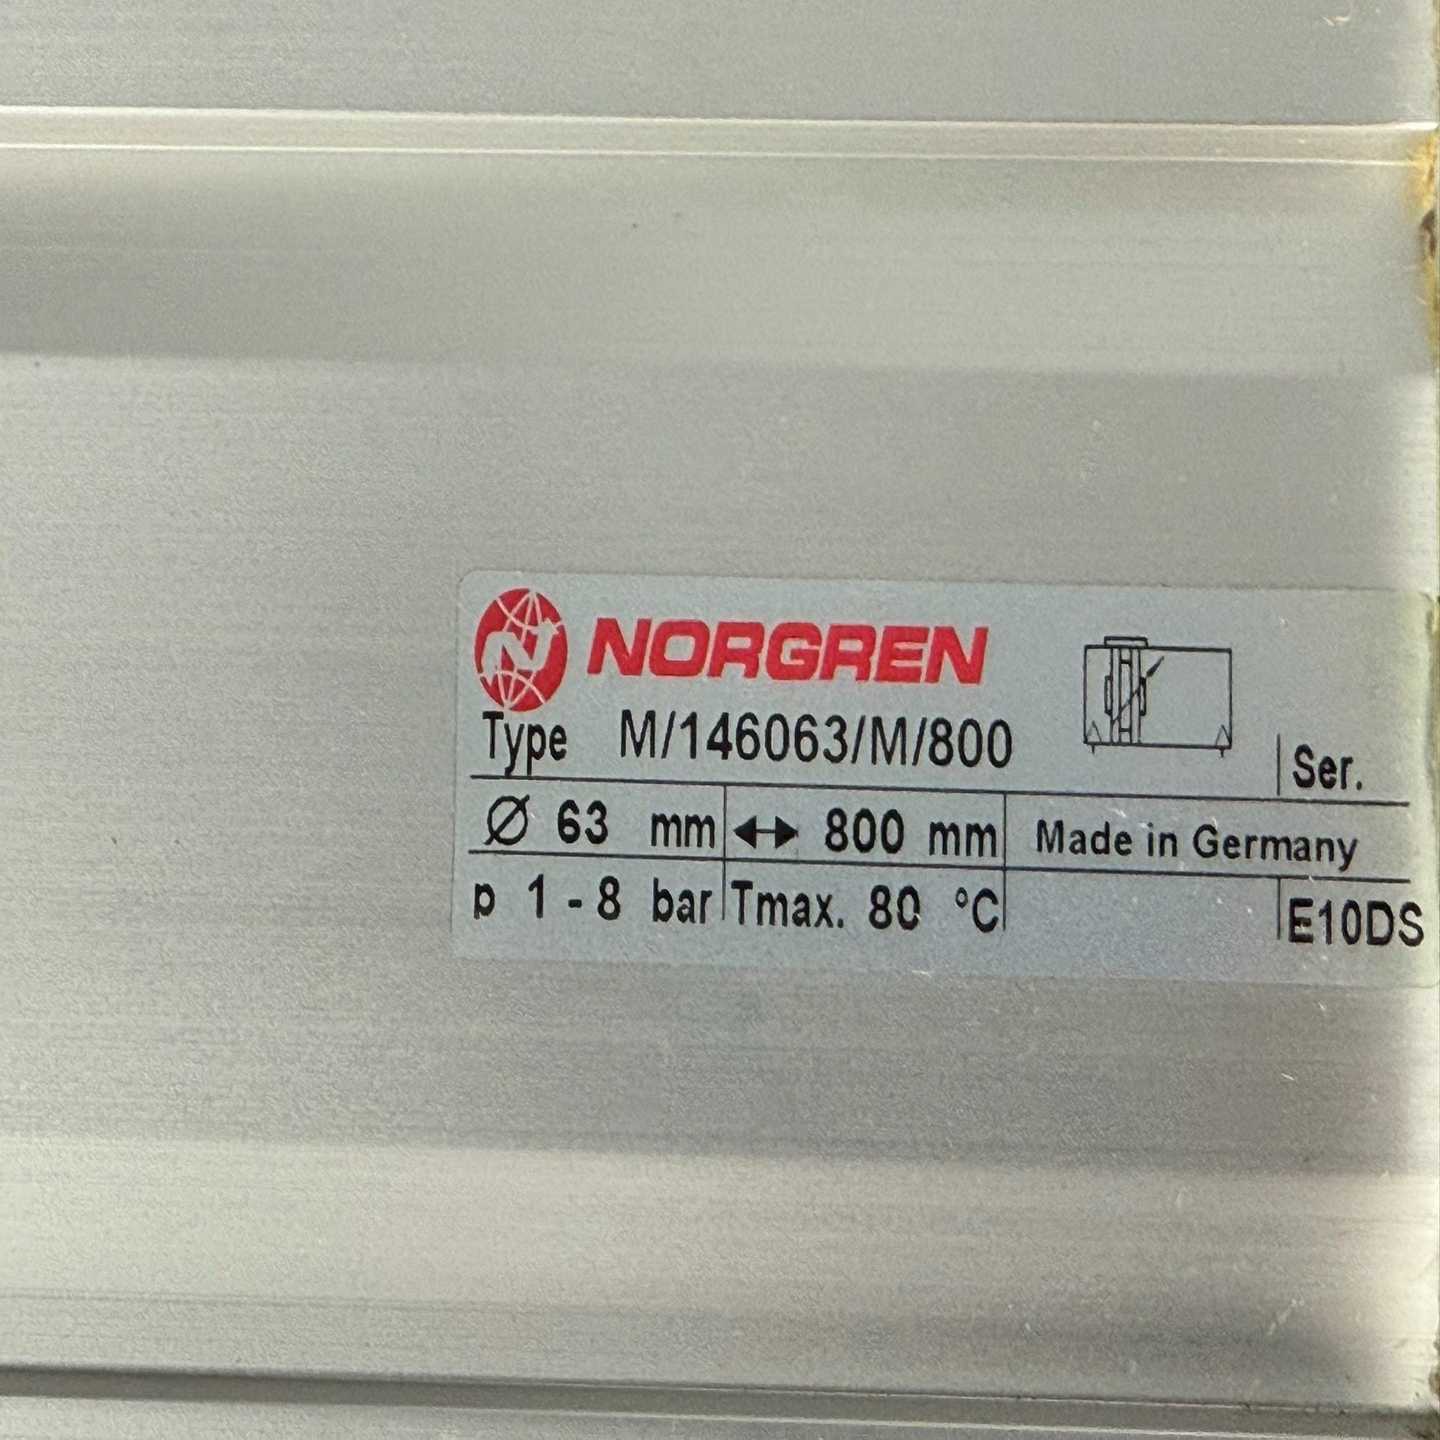 NORGREN
Type M/146063/M/800 Ser.
Ø 63 mm ↔ 800 mm Made in Germany
p 1 - 8 bar Tmax. 80 °C E10DS